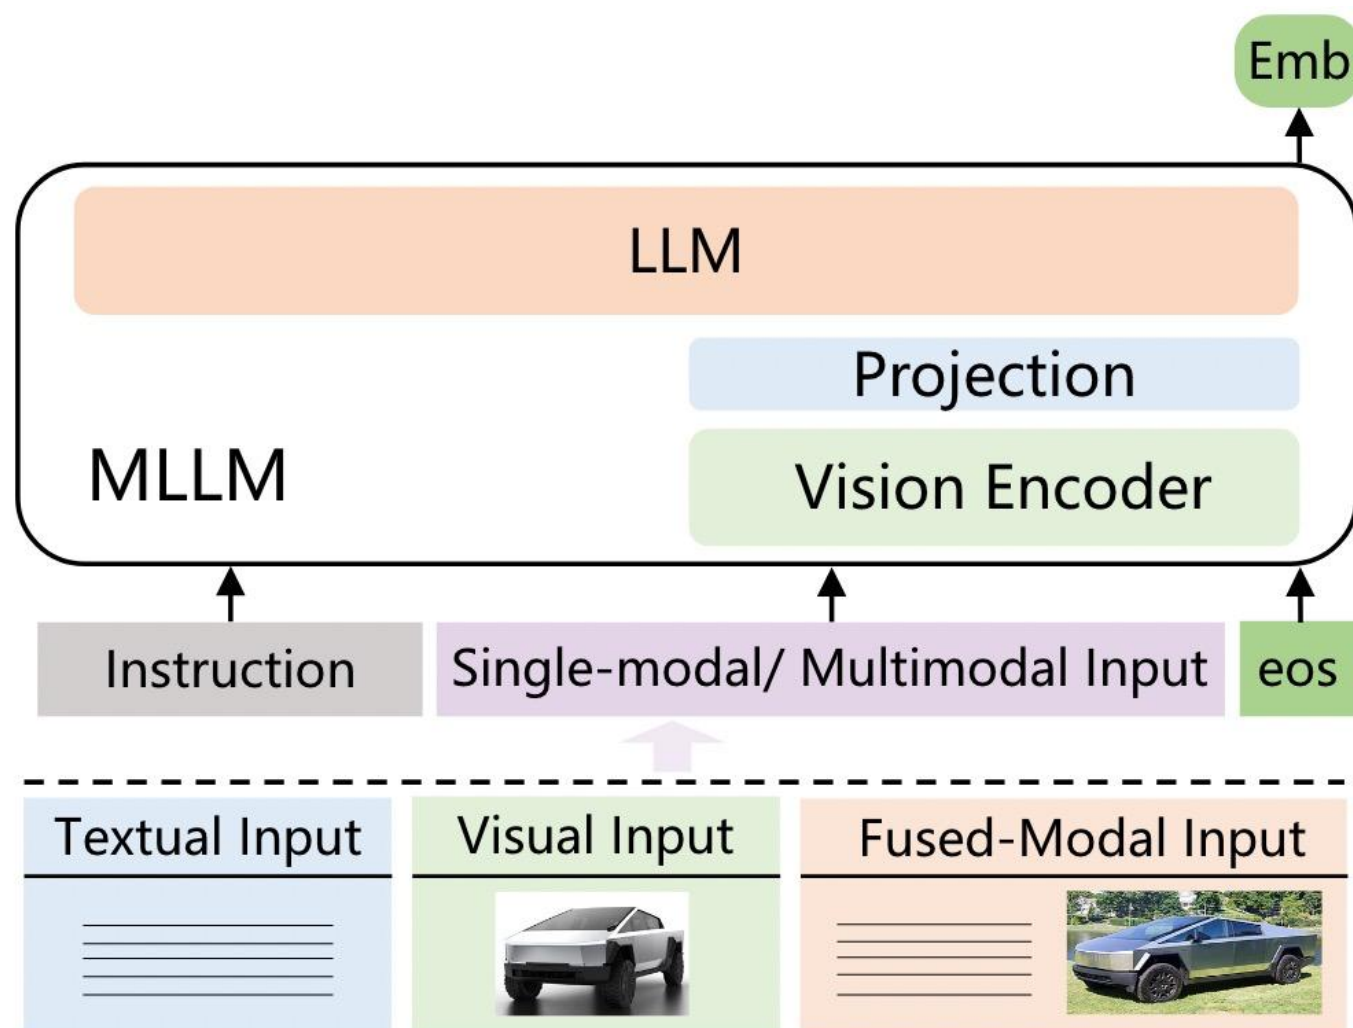 Emb
LLM
Projection
MLLM
Vision Encoder
Instruction
Single-modal/ Multimodal Input
eos
Textual Input
Visual Input
Fused-Modal Input